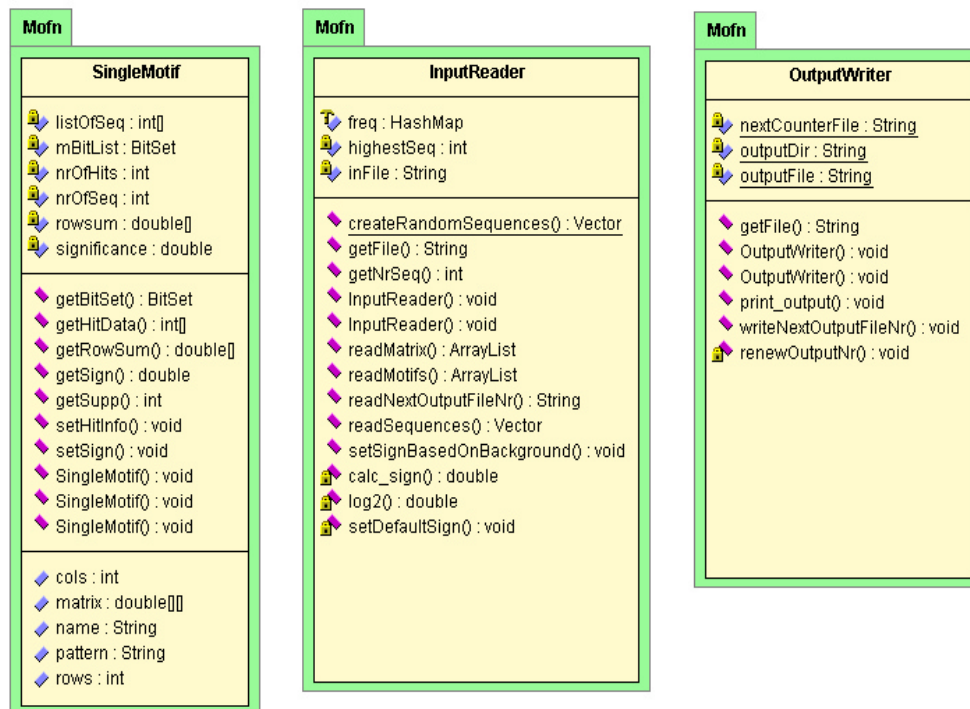 Mofn
SingleMotif
listOfSeq : int[]
mBitList : BitSet
nrOfHits : int
nrOfSeq : int
rowsum : double[]
significance : double
getBitSet() : BitSet
getHitData() : int[]
getRowSum() : double[]
getSign() : double
getSupp() : int
setHitInfo() : void
setSign() : void
SingleMotif() : void
SingleMotif() : void
SingleMotif() : void
cols : int
matrix : double[][]
name : String
pattern : String
rows : int
Mofn
InputReader
freq : HashMap
highestSeq : int
inFile : String
createRandomSequences() : Vector
getFile() : String
getNrSeq() : int
InputReader() : void
InputReader() : void
readMatrix() : ArrayList
readMotifs() : ArrayList
readNextOutputFileNr() : String
readSequences() : Vector
setSignBasedOnBackground() : void
calc_sign() : double
log2() : double
setDefaultSign() : void
Mofn
OutputWriter
nextCounterFile : String
outputDir : String
outputFile : String
getFile() : String
OutputWriter() : void
OutputWriter() : void
print_output() : void
writeNextOutputFileNr() : void
renewOutputNr() : void